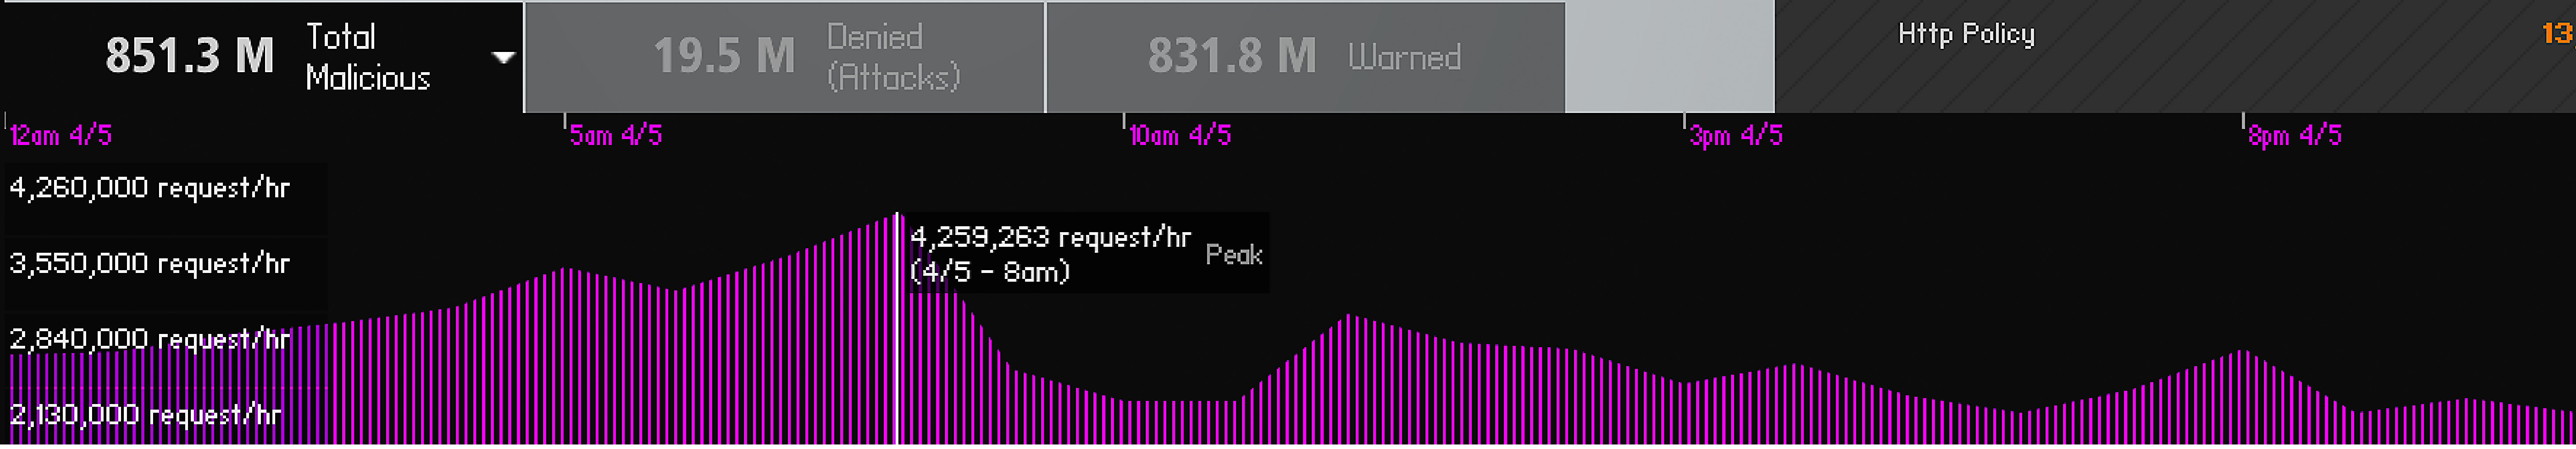 851.3 M Total Malicious
19.5 M Denied (Attacks)
831.8 M Warned
Http Policy
13
12am 4/5 5am 4/5 10am 4/5 3pm 4/5 8pm 4/5
4,260,000 request/hr
3,550,000 request/hr
2,840,000 request/hr
2,130,000 request/hr
4,259,263 request/hr
(4/5 - 8am)
Peak